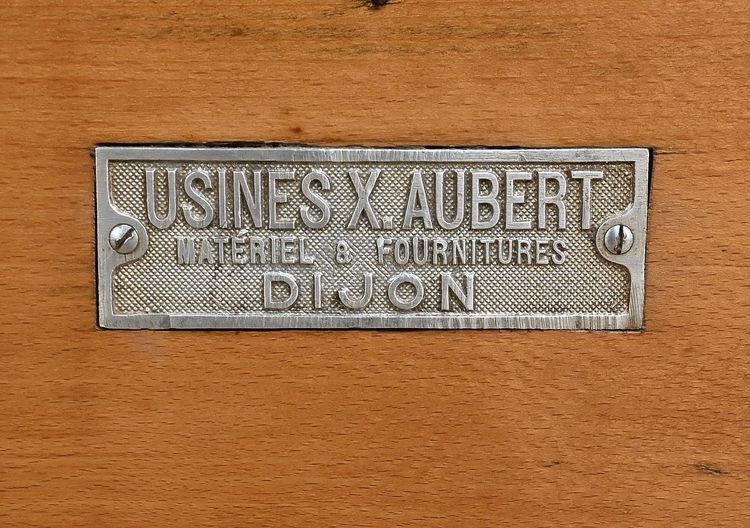 USINES X. AUBERT
MATÉRIEL & FOURNITURES
DIJON